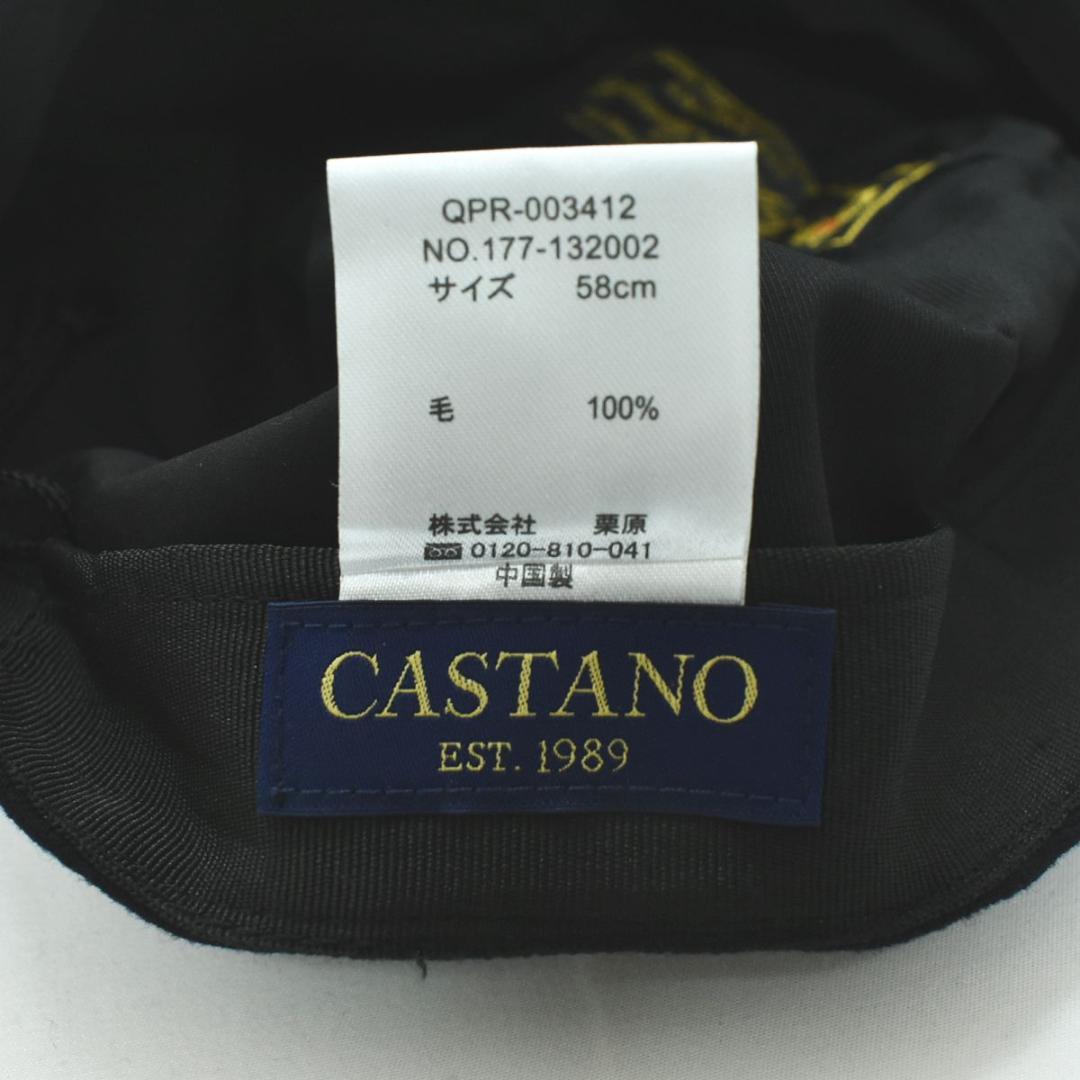 QPR-003412
NO.177-132002
サイズ 58cm
毛 100%
株式会社 栗原
0120-810-041
中国製
CASTANO
EST. 1989